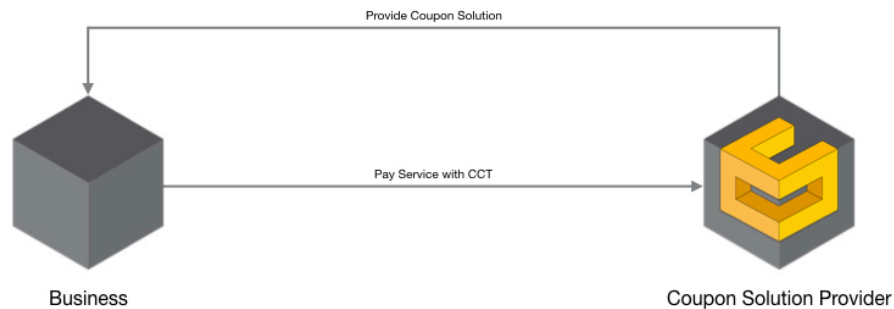 Provide Coupon Solution
Pay Service with CCT
Business
Coupon Solution Provider